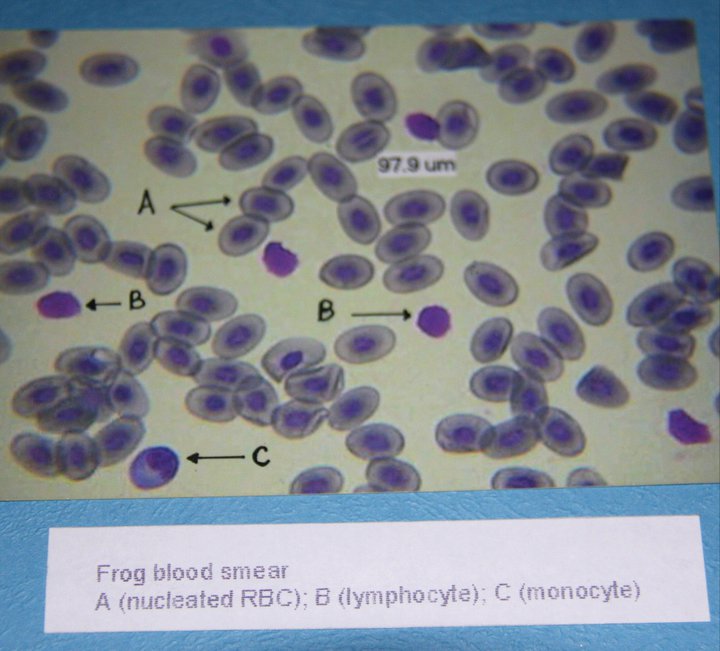 97.9 um
A
B
B
C
Frog blood smear
A (nucleated RBC); B (lymphocyte); C (monocyte)